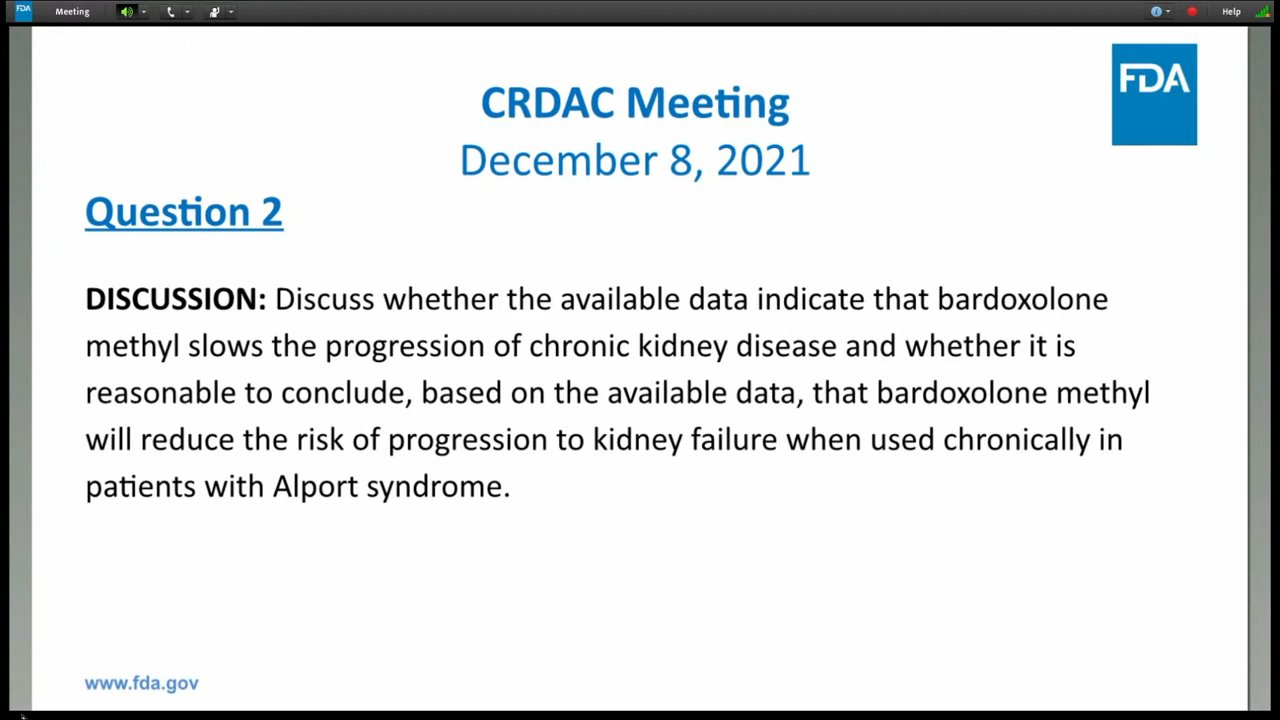 FDA
Meeting
Help
FDA
CRDAC Meeting
December 8, 2021
Question 2
DISCUSSION: Discuss whether the available data indicate that bardoxolone
methyl slows the progression of chronic kidney disease and whether it is
reasonable to conclude, based on the available data, that bardoxolone methyl
will reduce the risk of progression to kidney failure when used chronically in
patients with Alport syndrome.
www.fda.gov